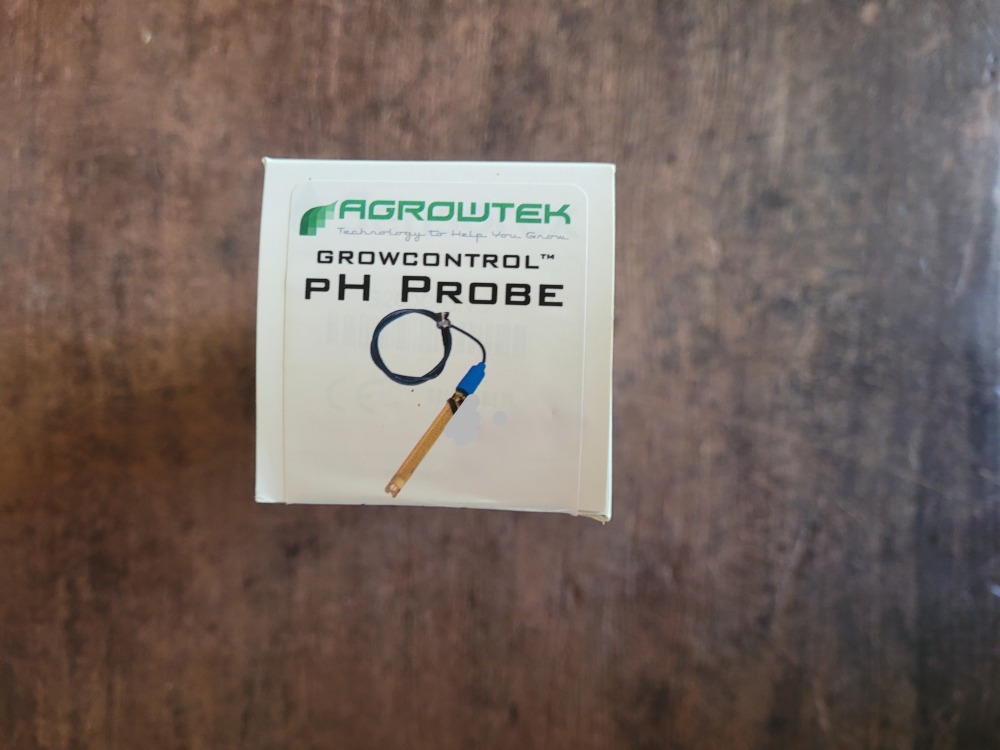 AGROWTEK
Technology to Help You Grow
GROWCONTROL™
pH PROBE